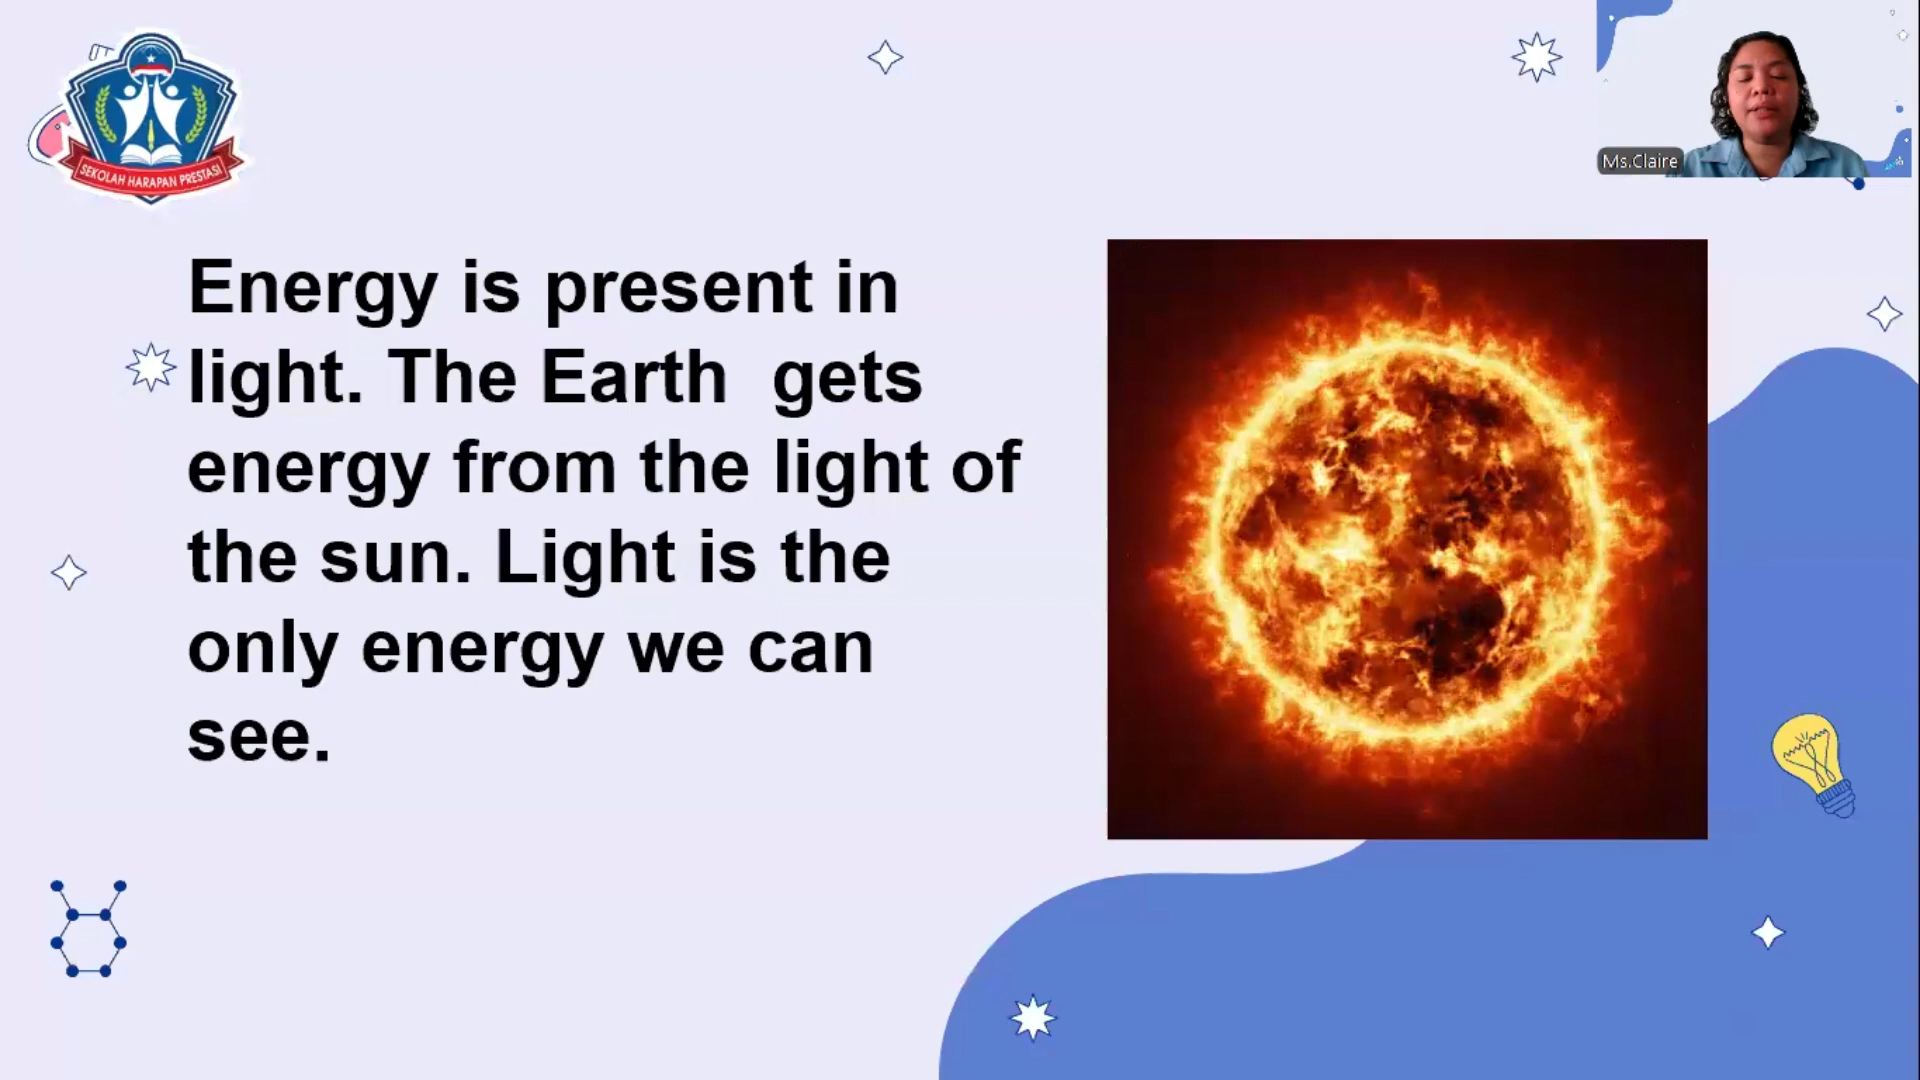 SEKOLAH HARAPAN PRESTASI
Ms.Claire
Energy is present in
light. The Earth  gets
energy from the light of
the sun. Light is the
only energy we can
see.